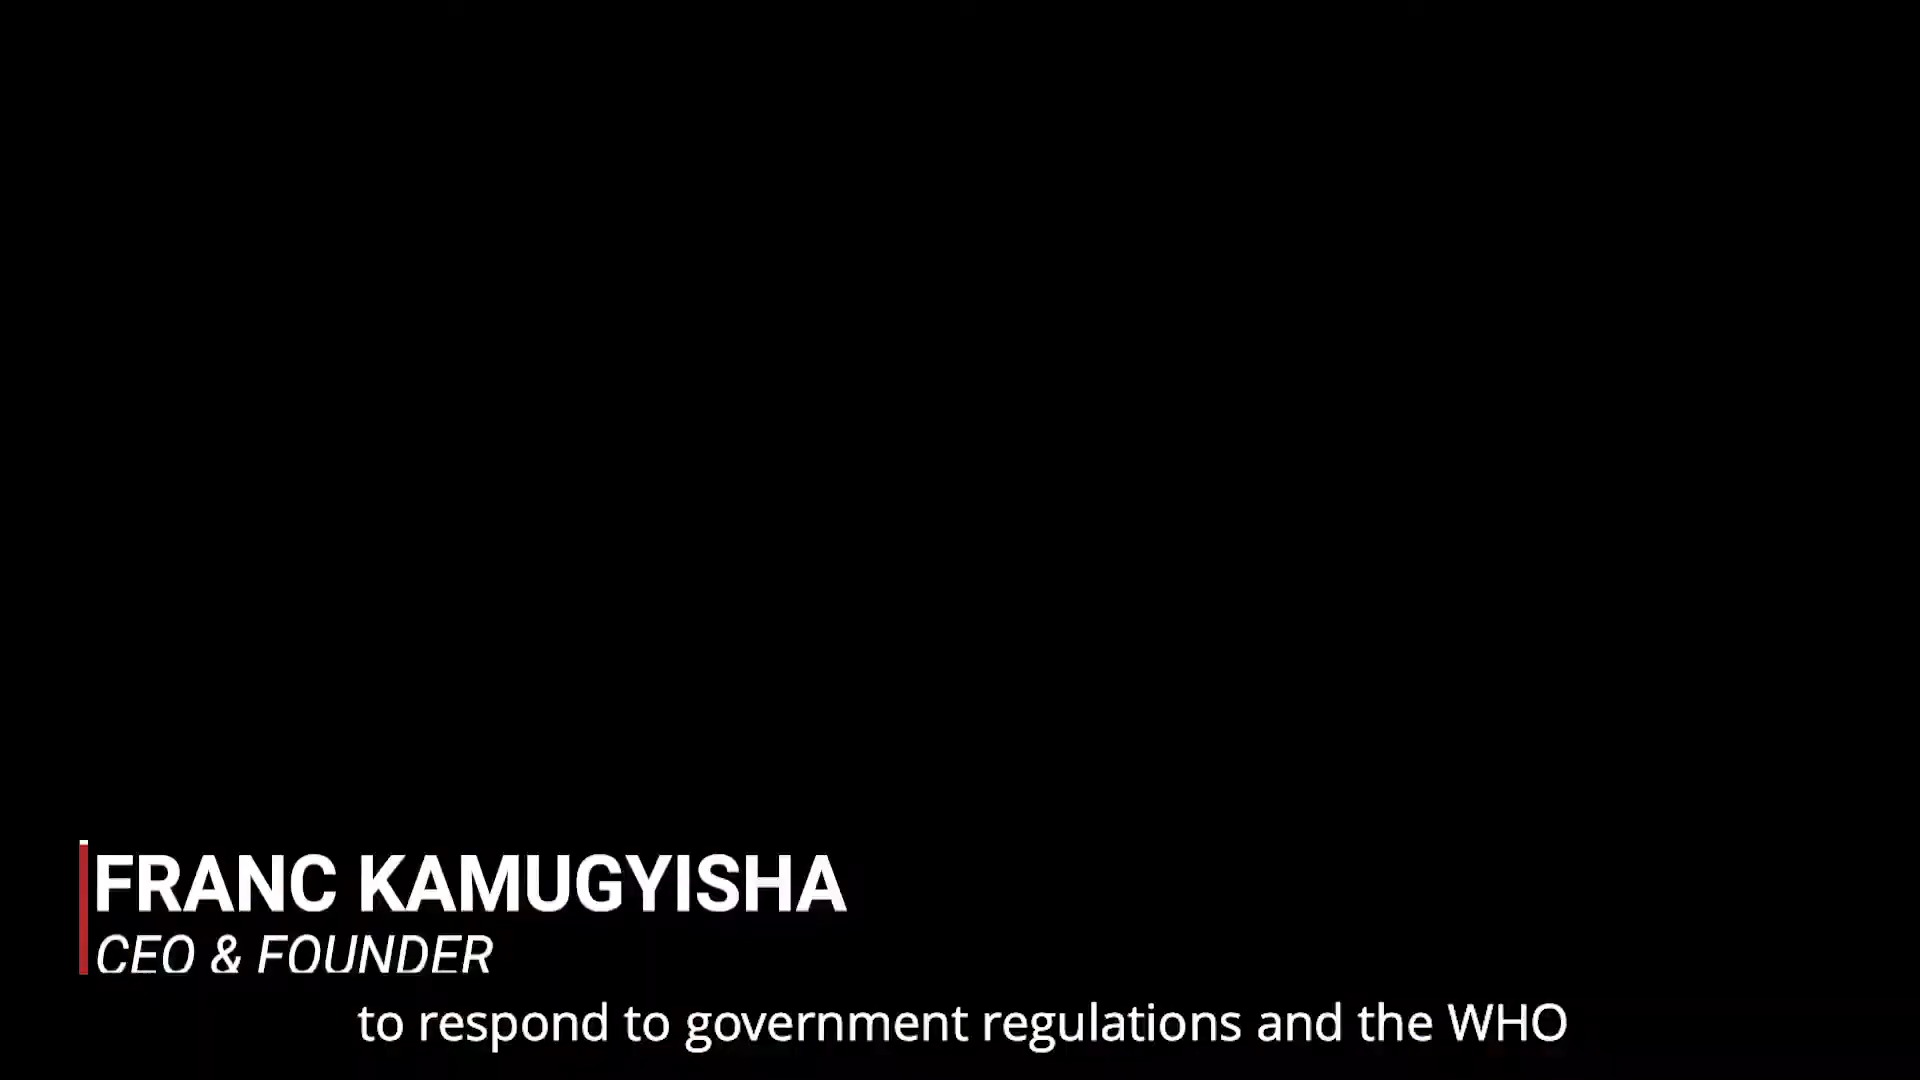 FRANC KAMUGYISHA
CEO & FOUNDER
to respond to government regulations and the WHO